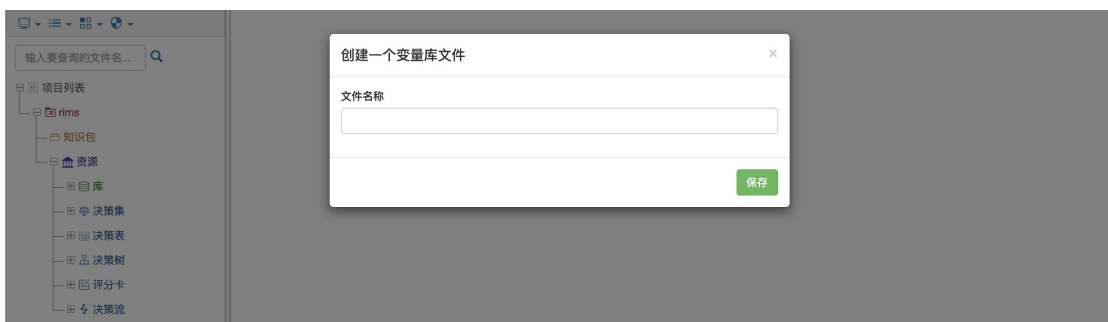 输入要查询的文件名...
项目列表
rims
知识包
资源
库
决策集
决策表
决策树
评分卡
决策流
创建一个变量库文件
×
文件名称
保存